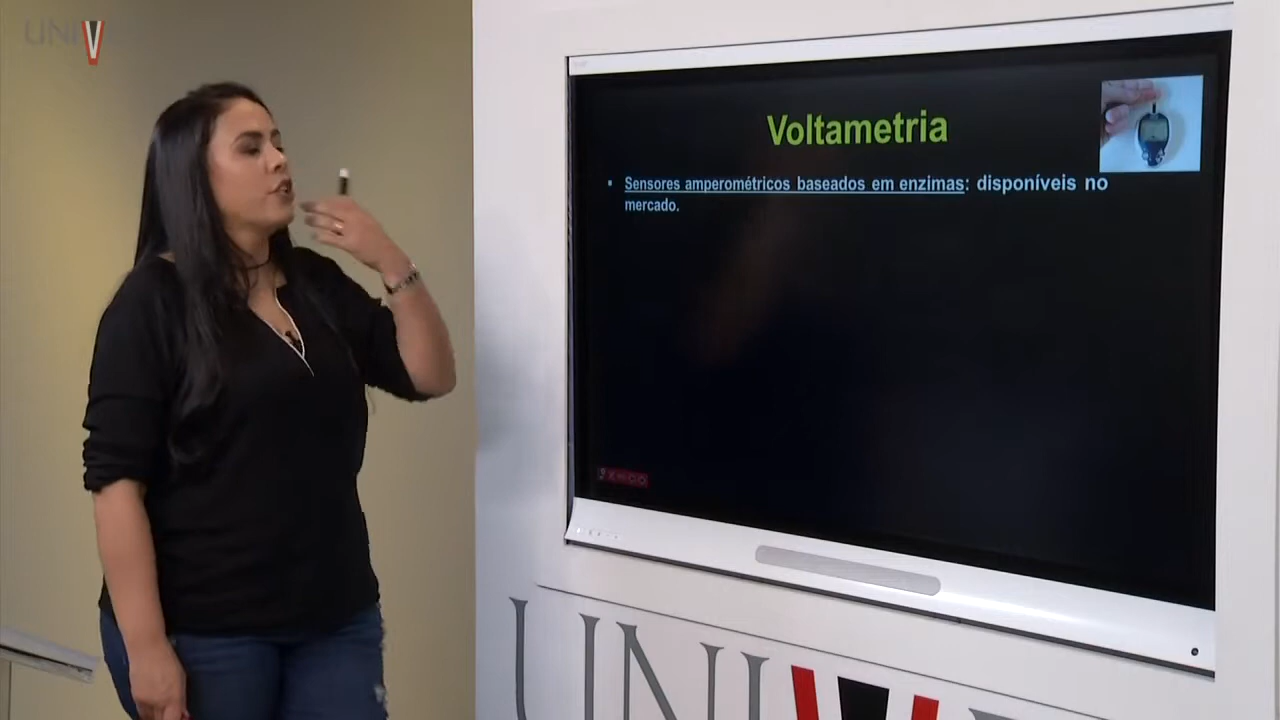 UNIV
Voltametria
▪ Sensores amperométricos baseados em enzimas: disponíveis no
mercado.
UNIV